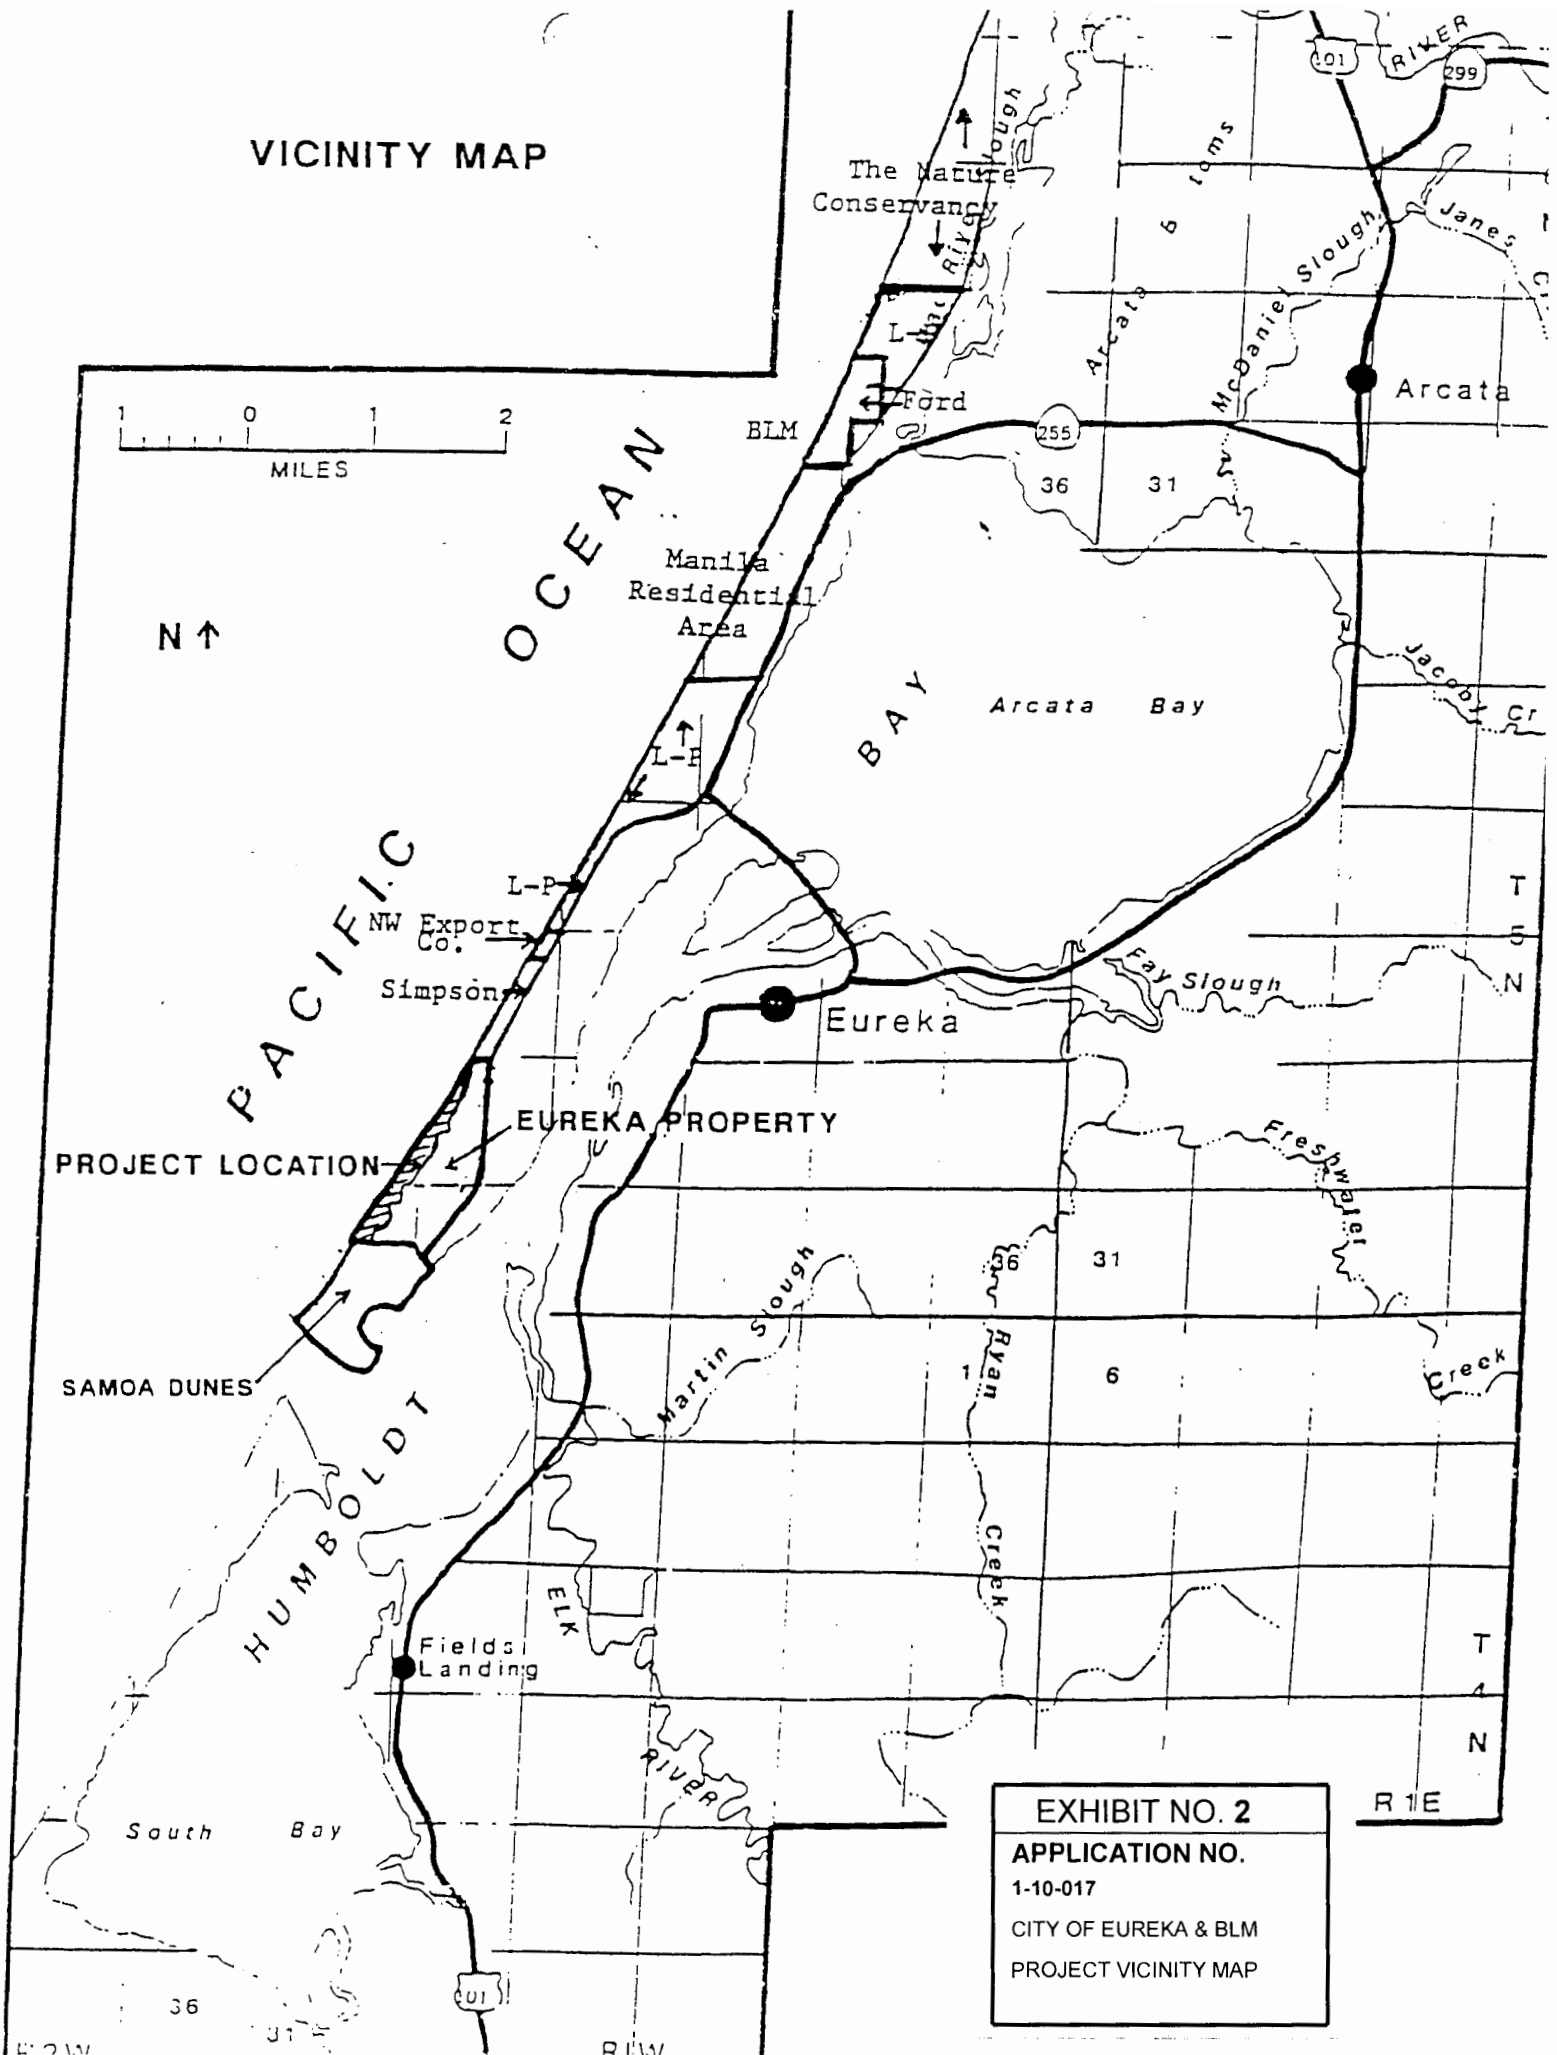 VICINITY MAP
101
RIVER
299
Slough
The Nature
Conservancy
toms
McDaniel Slough
Janes
Arcata
L-P
Ford
BLM
255
Arcata
1 0 1 2
MILES
36 31
PACIFIC OCEAN
N
Manila
Residential
Area
Jacoby Cr
Arcata Bay
L-P
L-P
NW Export
Co.
Simpson
T
5
N
Fay Slough
Eureka
EUREKA PROPERTY
PROJECT LOCATION
Freshwater
Creek
36 31
Martin Slough
Ryan
Creek
1 6
SAMOA DUNES
HUMBOLDT BAY
ELK
RIVER
Fields
Landing
T
4
N
South Bay
R1E
EXHIBIT NO. 2
APPLICATION NO.
1-10-017
CITY OF EUREKA & BLM
PROJECT VICINITY MAP
101
36
31
R1W